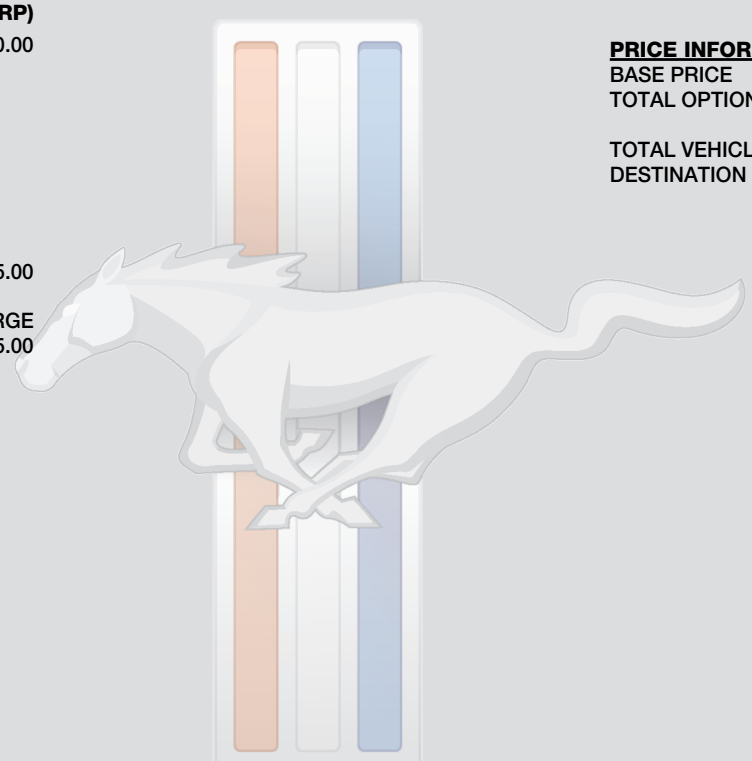 RP)
0.00
5.00
RGE
5.00
PRICE INFOR
BASE PRICE
TOTAL OPTION
TOTAL VEHICL
DESTINATION